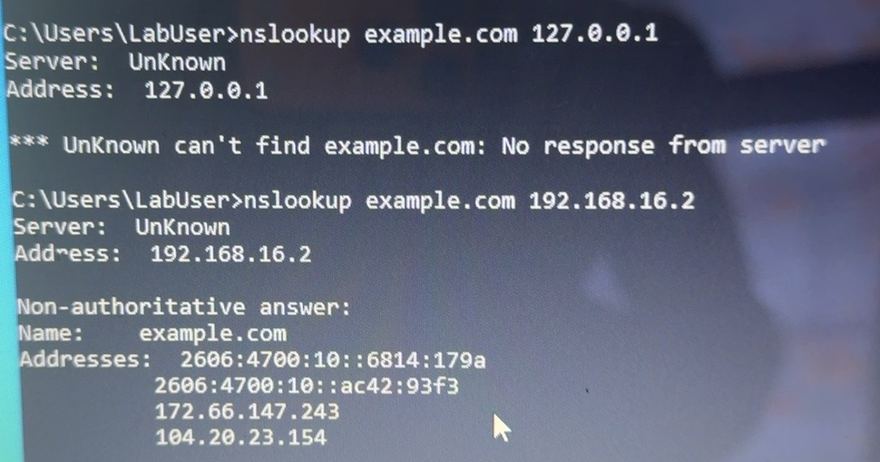 C:\Users\LabUser>nslookup example.com 127.0.0.1
Server:  UnKnown
Address:  127.0.0.1
*** UnKnown can't find example.com: No response from server
C:\Users\LabUser>nslookup example.com 192.168.16.2
Server:  UnKnown
Address:  192.168.16.2
Non-authoritative answer:
Name:    example.com
Addresses:  2606:4700:10::6814:179a
2606:4700:10::ac42:93f3
172.66.147.243
104.20.23.154